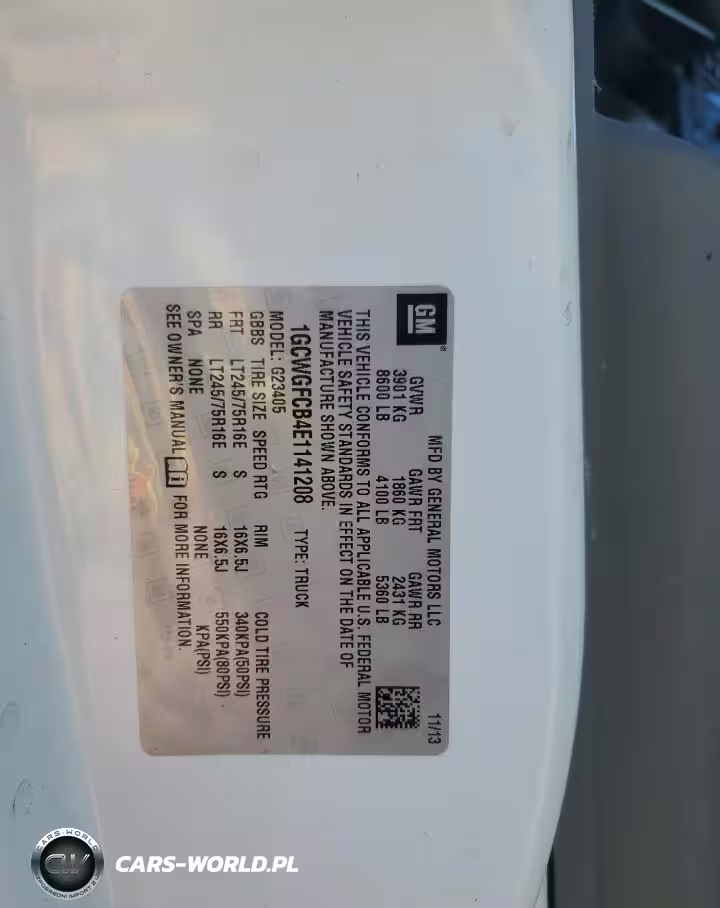 GM®
MFD BY GENERAL MOTORS LLC 11/13
GVWR GAWR FRT GAWR RR
3901 KG 1860 KG 2431 KG
8600 LB 4100 LB 5360 LB
THIS VEHICLE CONFORMS TO ALL APPLICABLE U.S. FEDERAL MOTOR
VEHICLE SAFETY STANDARDS IN EFFECT ON THE DATE OF
MANUFACTURE SHOWN ABOVE.
1GCWGFCB4E1141208 TYPE: TRUCK
MODEL: G23405
GBBS TIRE SIZE SPEED RTG RIM COLD TIRE PRESSURE
FRT LT245/75R16E S 16X6.5J 340KPA(50PSI)
RR LT245/75R16E S 16X6.5J 550KPA(80PSI)
SPA NONE NONE KPA(PSI)
SEE OWNER'S MANUAL FOR MORE INFORMATION.
CARS-WORLD
CW
CARS-WORLD.PL